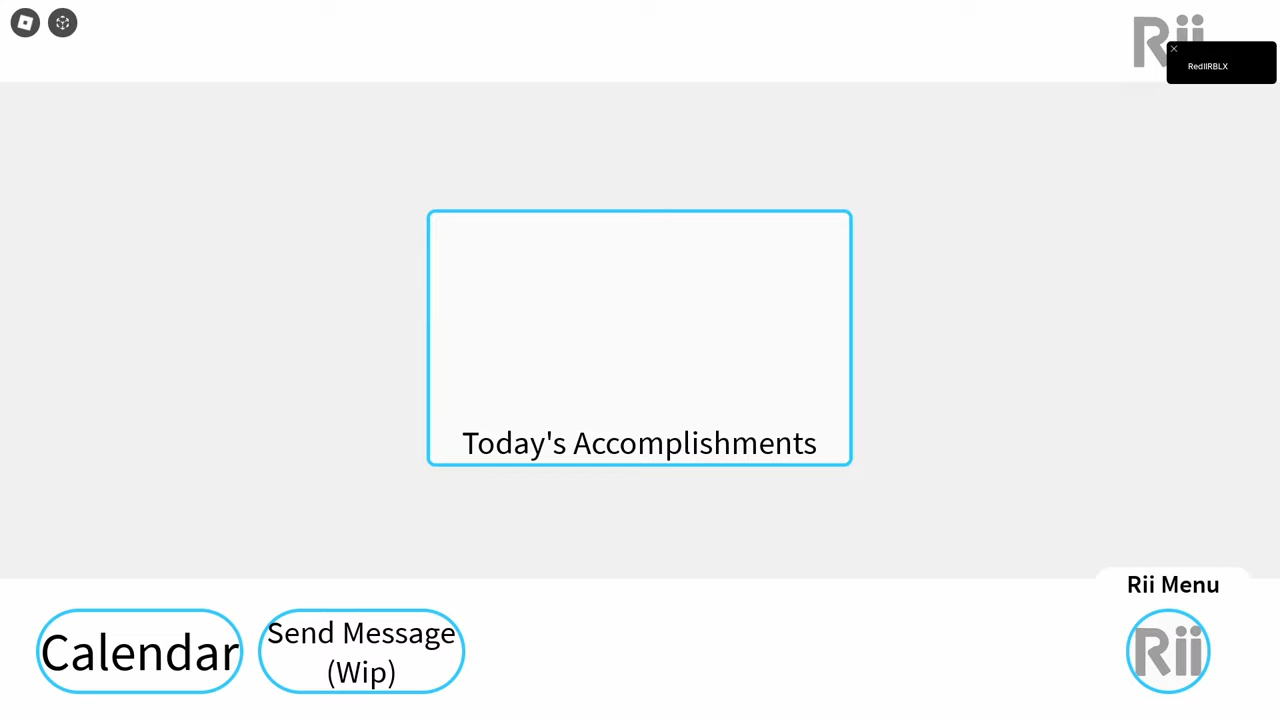 Rii
RedIIRBLX
Today's Accomplishments
Rii Menu
Calendar
Send Message
(Wip)
Rii